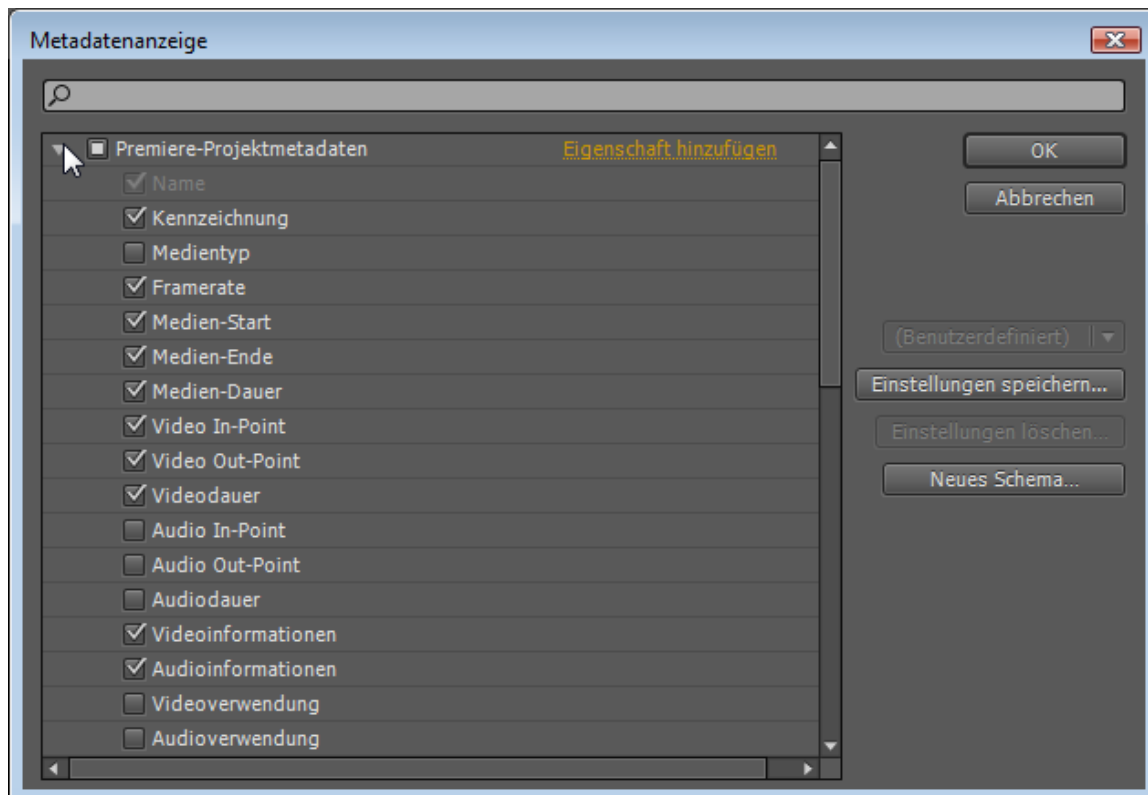 Metadatenanzeige
Premiere-Projektmetadaten Eigenschaft hinzufügen
Name
Kennzeichnung
Medientyp
Framerate
Medien-Start
Medien-Ende
Medien-Dauer
Video In-Point
Video Out-Point
Videodauer
Audio In-Point
Audio Out-Point
Audiodauer
Videoinformationen
Audioinformationen
Videoverwendung
Audioverwendung
OK
Abbrechen
(Benutzerdefiniert)
Einstellungen speichern...
Einstellungen löschen...
Neues Schema...